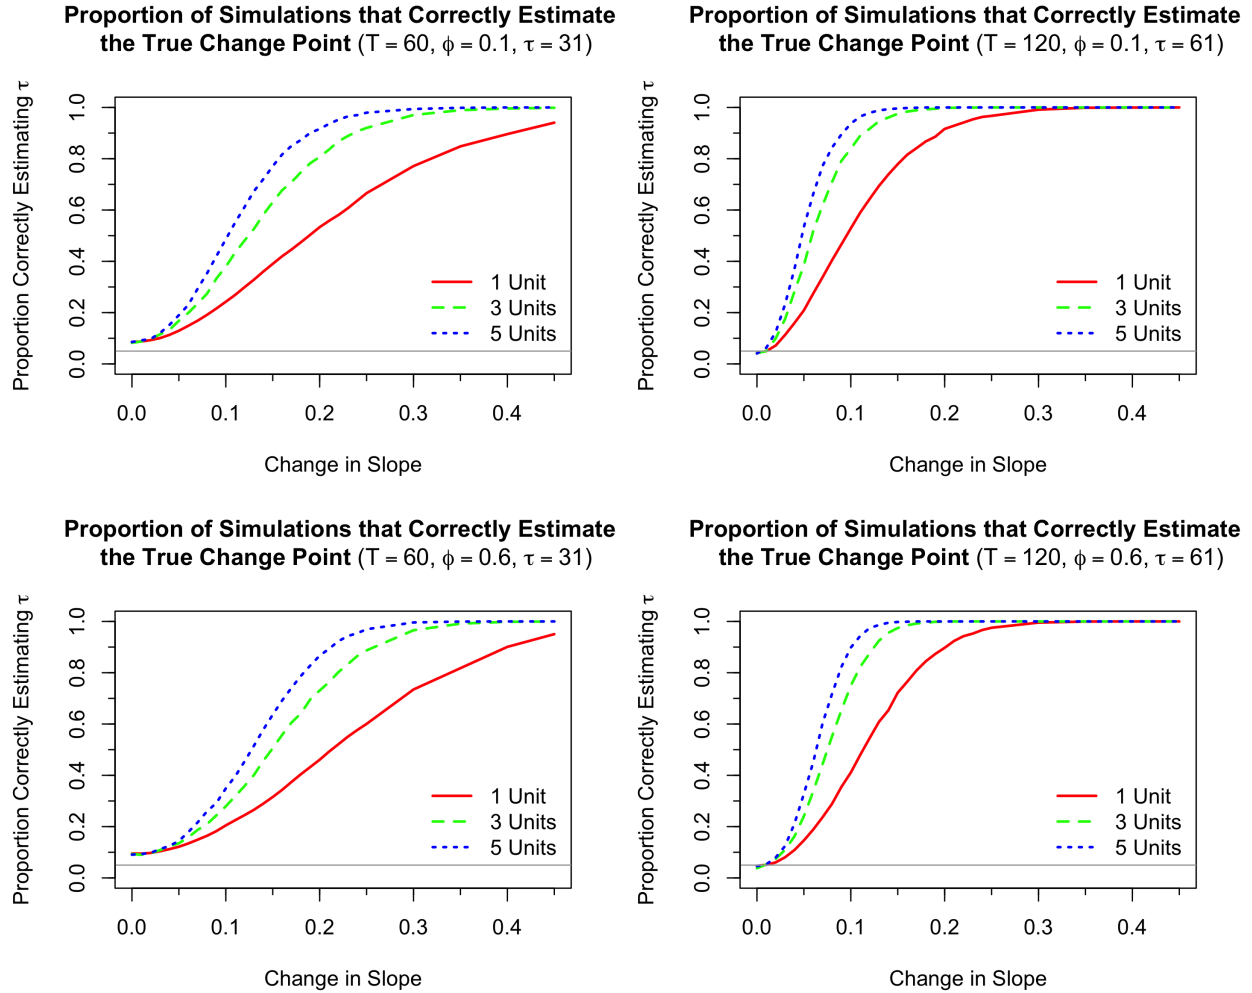 Proportion of Simulations that Correctly Estimate
the True Change Point (T = 60, ϕ = 0.1, τ = 31)
Proportion Correctly Estimating τ
1.0
0.8
0.6
0.4
0.2
0.0
1 Unit
3 Units
5 Units
0.0 0.1 0.2 0.3 0.4
Change in Slope
Proportion of Simulations that Correctly Estimate
the True Change Point (T = 120, ϕ = 0.1, τ = 61)
Proportion Correctly Estimating τ
1.0
0.8
0.6
0.4
0.2
0.0
1 Unit
3 Units
5 Units
0.0 0.1 0.2 0.3 0.4
Change in Slope
Proportion of Simulations that Correctly Estimate
the True Change Point (T = 60, ϕ = 0.6, τ = 31)
Proportion Correctly Estimating τ
1.0
0.8
0.6
0.4
0.2
0.0
1 Unit
3 Units
5 Units
0.0 0.1 0.2 0.3 0.4
Change in Slope
Proportion of Simulations that Correctly Estimate
the True Change Point (T = 120, ϕ = 0.6, τ = 61)
Proportion Correctly Estimating τ
1.0
0.8
0.6
0.4
0.2
0.0
1 Unit
3 Units
5 Units
0.0 0.1 0.2 0.3 0.4
Change in Slope